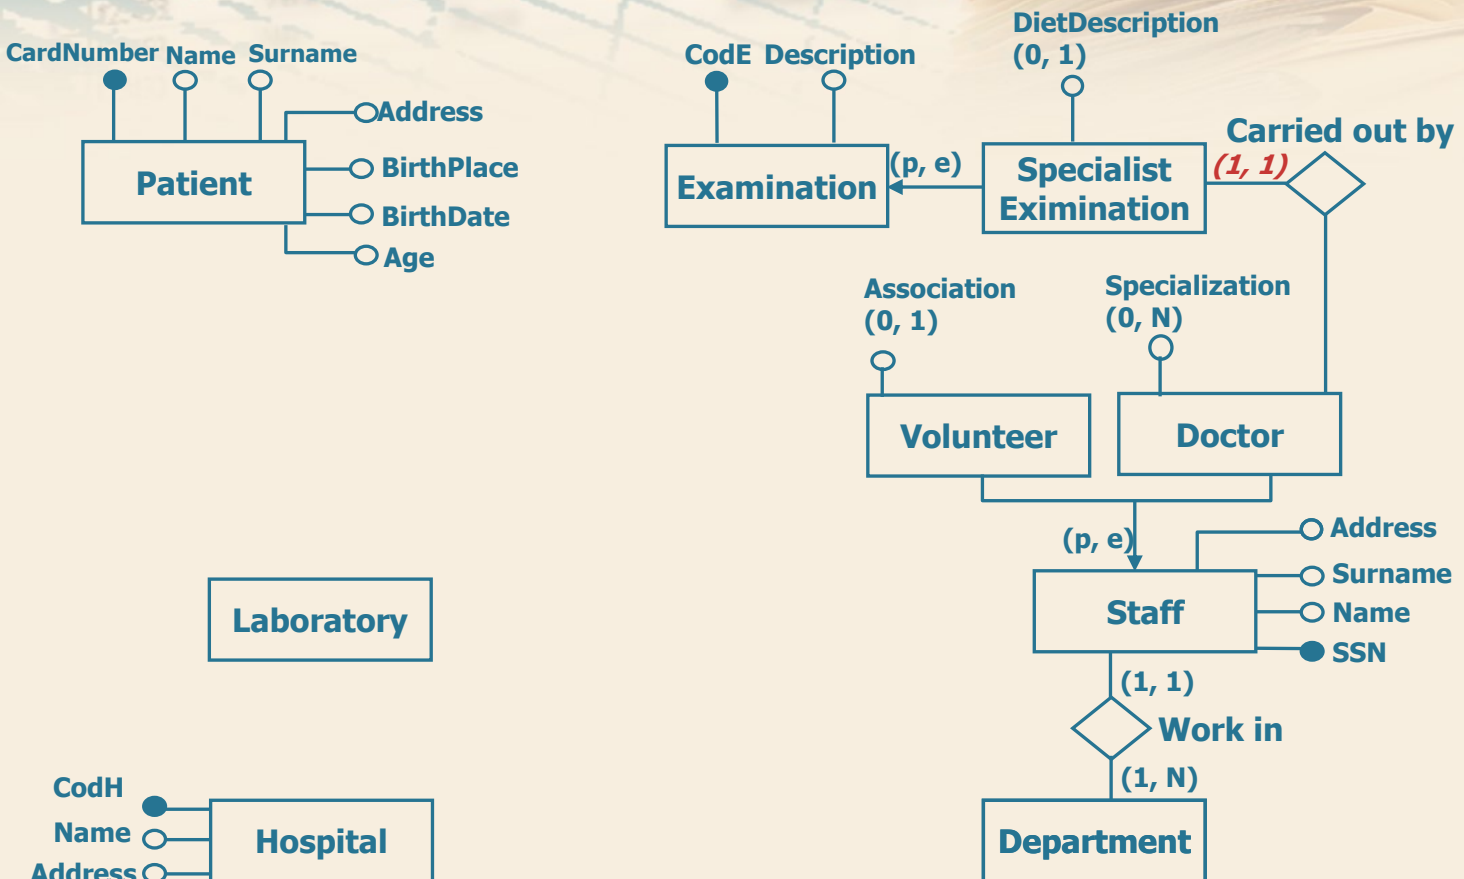 DietDescription
(0, 1)
CardNumber Name Surname
CodE Description
Address
Carried out by
BirthPlace
Patient
(p, e)
(1, 1)
Examination
Specialist
Eximination
BirthDate
Age
Association
(0, 1)
Specialization
(0, N)
Volunteer
Doctor
(p, e)
Address
Surname
Staff
Name
SSN
Laboratory
(1, 1)
Work in
(1, N)
CodH
Name
Address
Hospital
Department